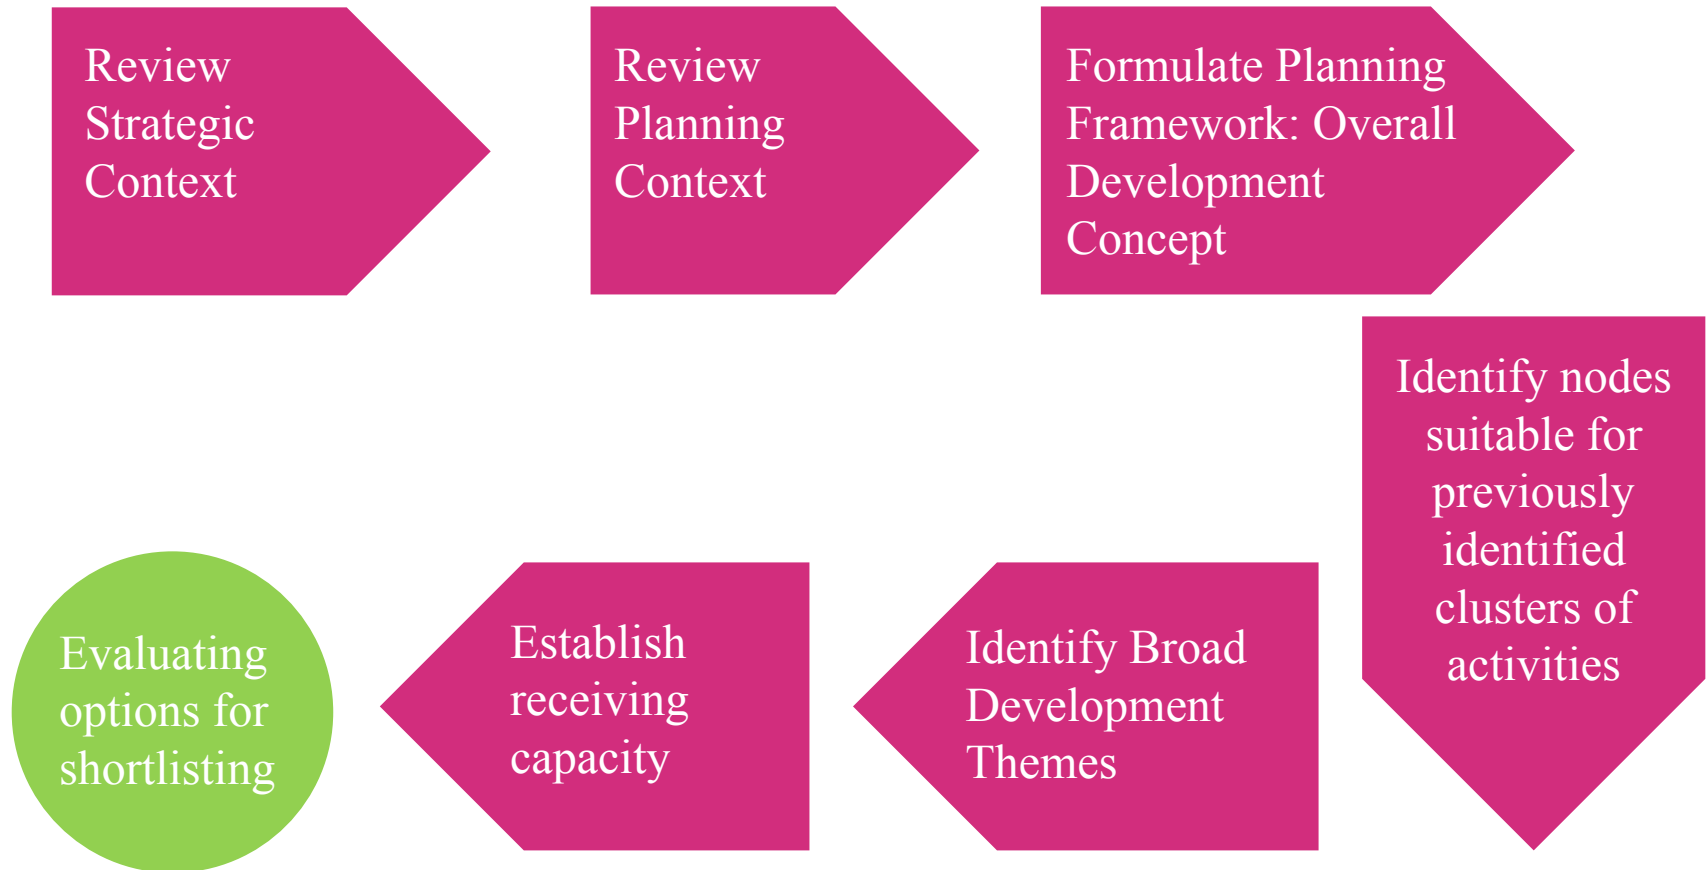 Review
Strategic
Context
Review
Planning
Context
Formulate Planning
Framework: Overall
Development
Concept
Identify nodes
suitable for
previously
identified
clusters of
activities
Identify Broad
Development
Themes
Establish
receiving
capacity
Evaluating
options for
shortlisting